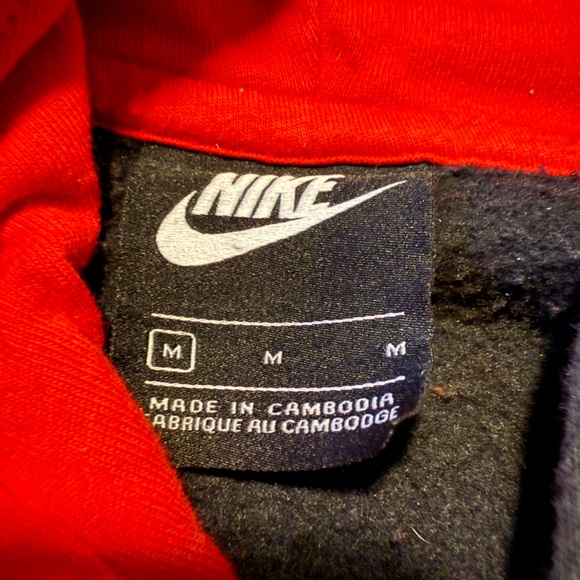 NIKE
M M M
MADE IN CAMBODIA
FABRIQUE AU CAMBODGE